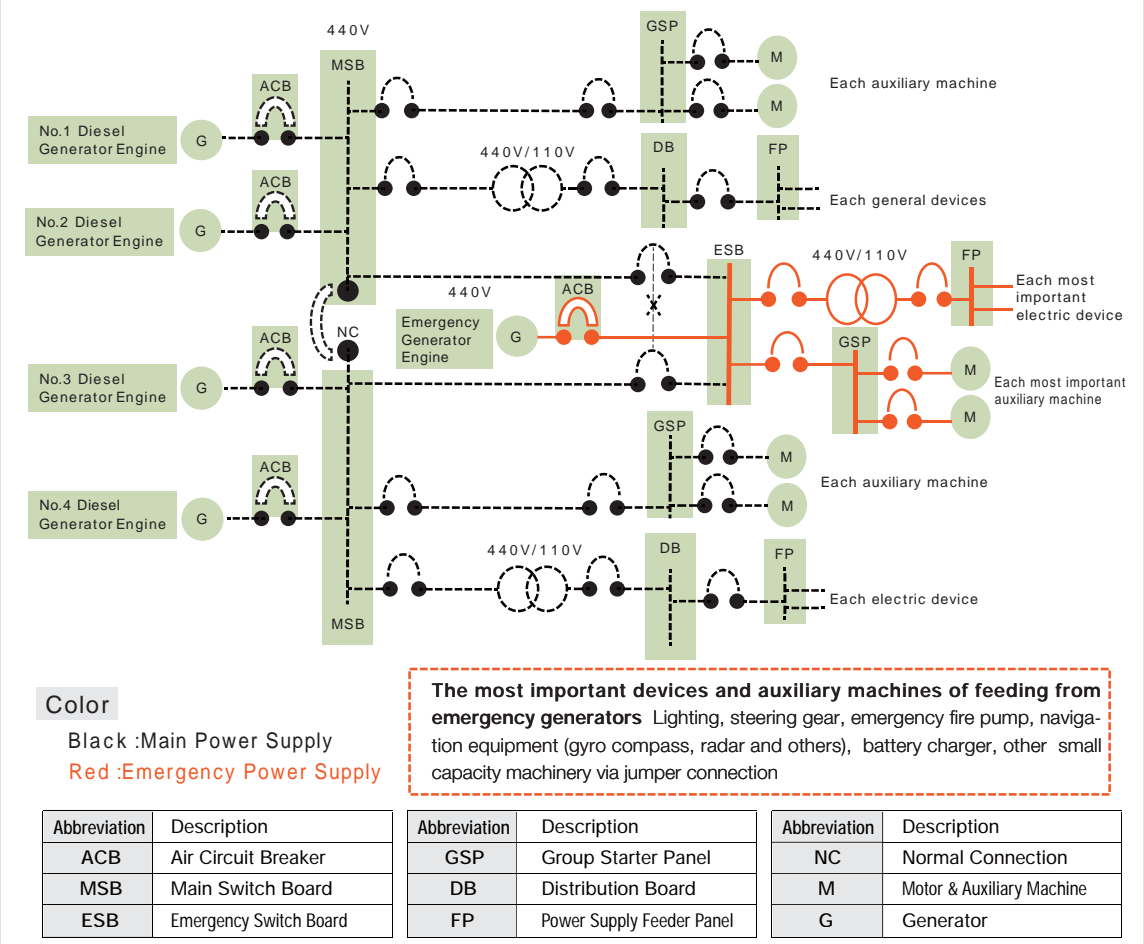 440V
MSB
GSP
M
ACB
M
Each auxiliary machine
No.1 Diesel
Generator Engine
G
440V/110V
DB
FP
ACB
Each general devices
No.2 Diesel
Generator Engine
G
ESB
440V/110V
FP
440V
ACB
Each most
important
electric device
Emergency
Generator
Engine
G
NC
ACB
GSP
M
Each most important
auxiliary machine
M
No.3 Diesel
Generator Engine
G
GSP
M
ACB
Each auxiliary machine
M
No.4 Diesel
Generator Engine
G
440V/110V
DB
FP
Each electric device
MSB
Color
Black :Main Power Supply
Red :Emergency Power Supply
The most important devices and auxiliary machines of feeding from
emergency generators Lighting, steering gear, emergency fire pump, naviga-
tion equipment (gyro compass, radar and others), battery charger, other small
capacity machinery via jumper connection
Abbreviation Description
ACB Air Circuit Breaker
MSB Main Switch Board
ESB Emergency Switch Board
Abbreviation Description
GSP Group Starter Panel
DB Distribution Board
FP Power Supply Feeder Panel
Abbreviation Description
NC Normal Connection
M Motor & Auxiliary Machine
G Generator